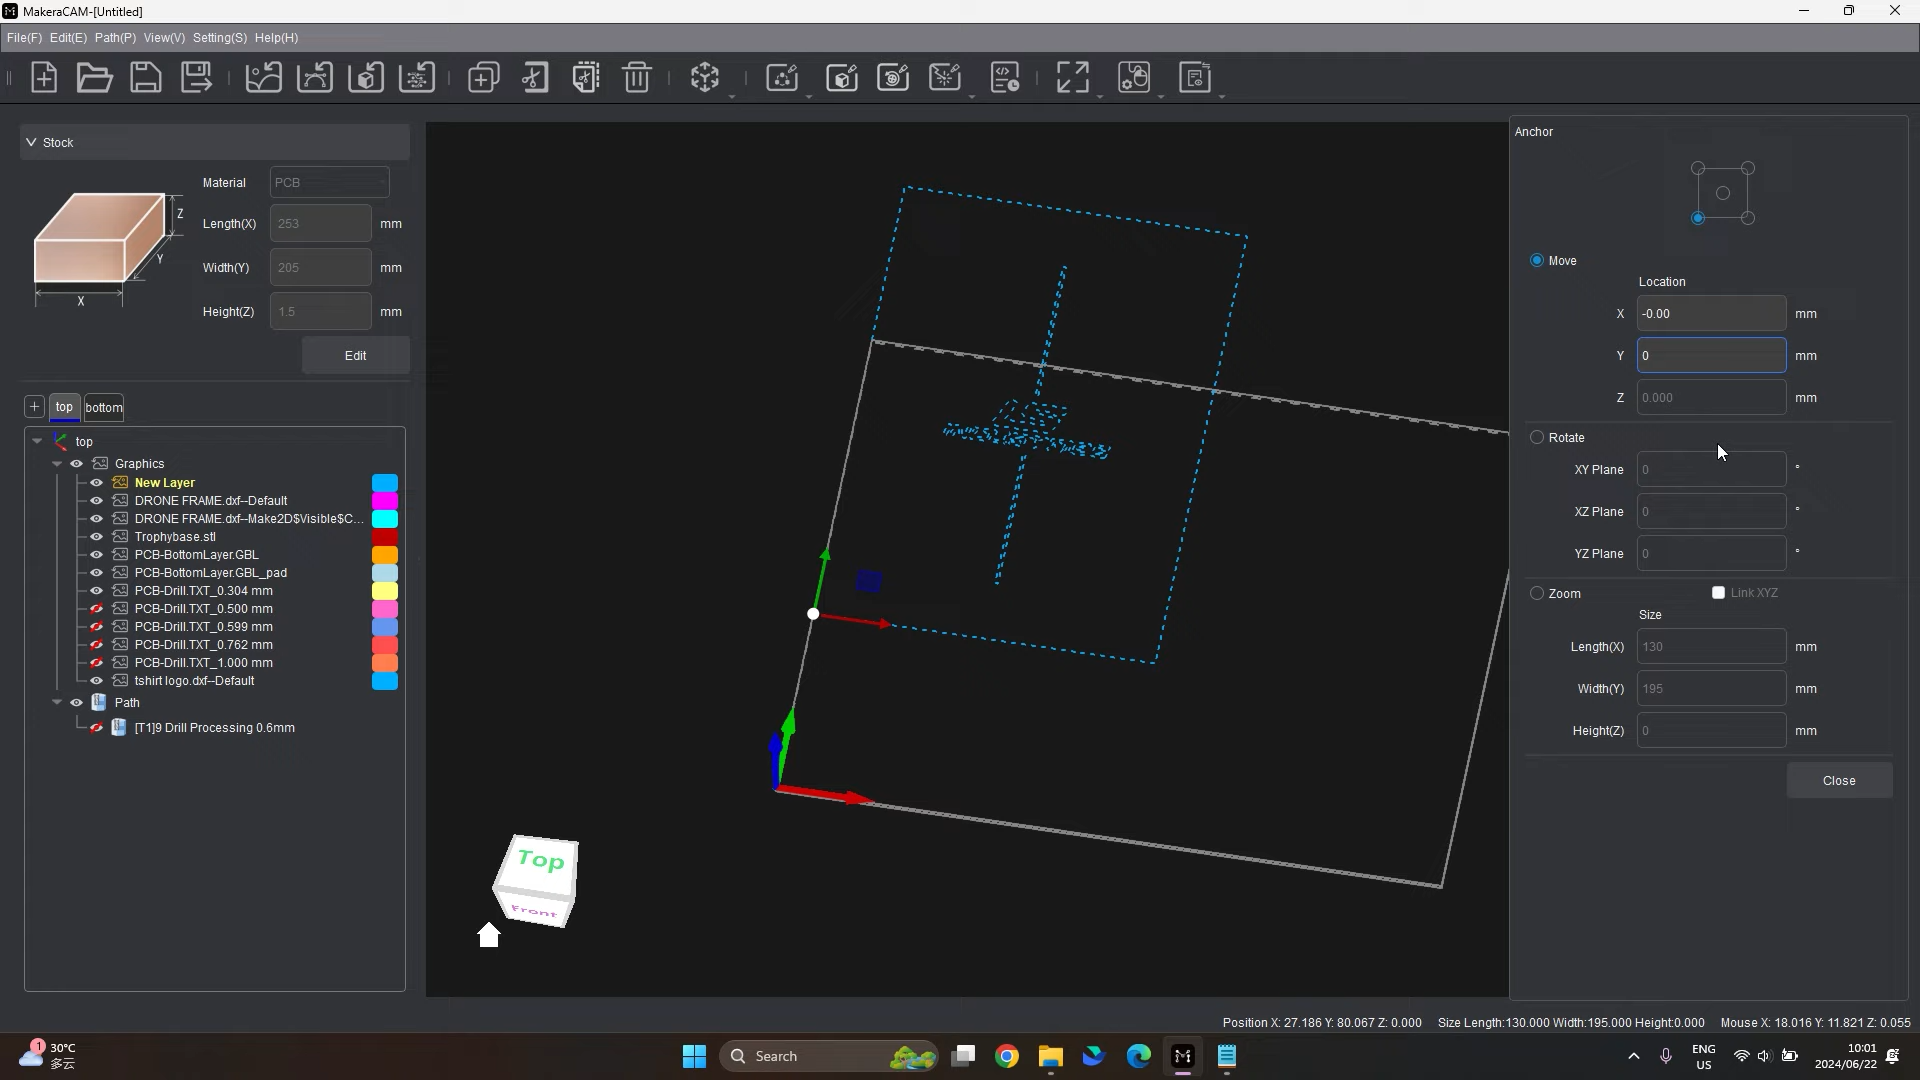 MakeraCAM-[Untitled]
File(F) Edit(E) Path(P) View(V) Setting(S) Help(H)
Stock
Material PCB
Length(X) 253 mm
Width(Y) 205 mm
Height(Z) 1.5 mm
Z
Y
X
Edit
+ top bottom
top
Graphics
New Layer
DRONE FRAME.dxf--Default
DRONE FRAME.dxf--Make2D$Visible$C...
Trophybase.stl
PCB-BottomLayer.GBL
PCB-BottomLayer.GBL_pad
PCB-Drill.TXT_0.304 mm
PCB-Drill.TXT_0.500 mm
PCB-Drill.TXT_0.599 mm
PCB-Drill.TXT_0.762 mm
PCB-Drill.TXT_1.000 mm
tshirt logo.dxf--Default
Path
[T1]9 Drill Processing 0.6mm
Top
Front
Anchor
Move
Location
X -0.00 mm
Y 0 mm
Z 0.000 mm
Rotate
XY Plane 0 °
XZ Plane 0 °
YZ Plane 0 °
Zoom Link XYZ
Size
Length(X) 130 mm
Width(Y) 195 mm
Height(Z) 0 mm
Close
Position X: 27.186 Y: 80.067 Z: 0.000 Size Length:130.000 Width:195.000 Height:0.000 Mouse X: 18.016 Y: 11.821 Z: 0.055
1
30°C
多云
Search
ENG
US
10:01
2024/06/22